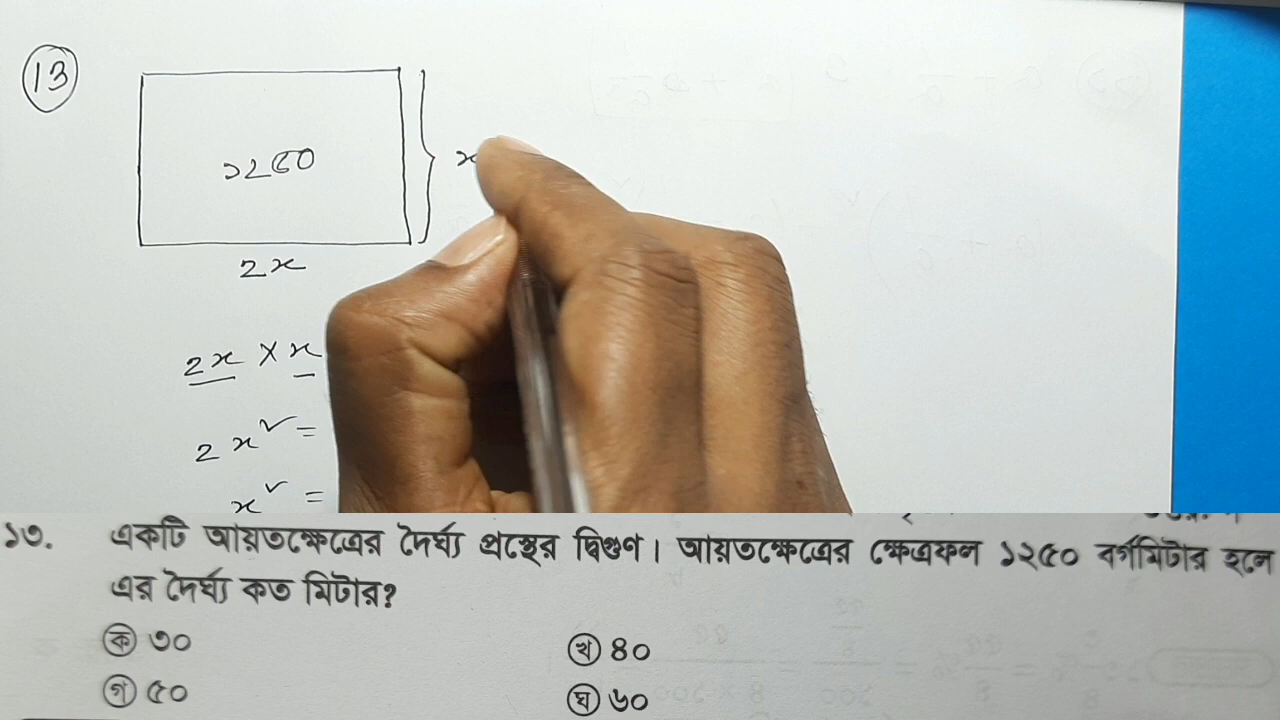 13
১২৫0
x
2x
2x × x
2x² =
x² =
১৩. একটি আয়তক্ষেত্রের দৈর্ঘ্য প্রস্থের দ্বিগুণ। আয়তক্ষেত্রের ক্ষেত্রফল ১২৫০ বর্গমিটার হলে
এর দৈর্ঘ্য কত মিটার?
ক ৩০ খ ৪০
গ ৫০ ঘ ৬০